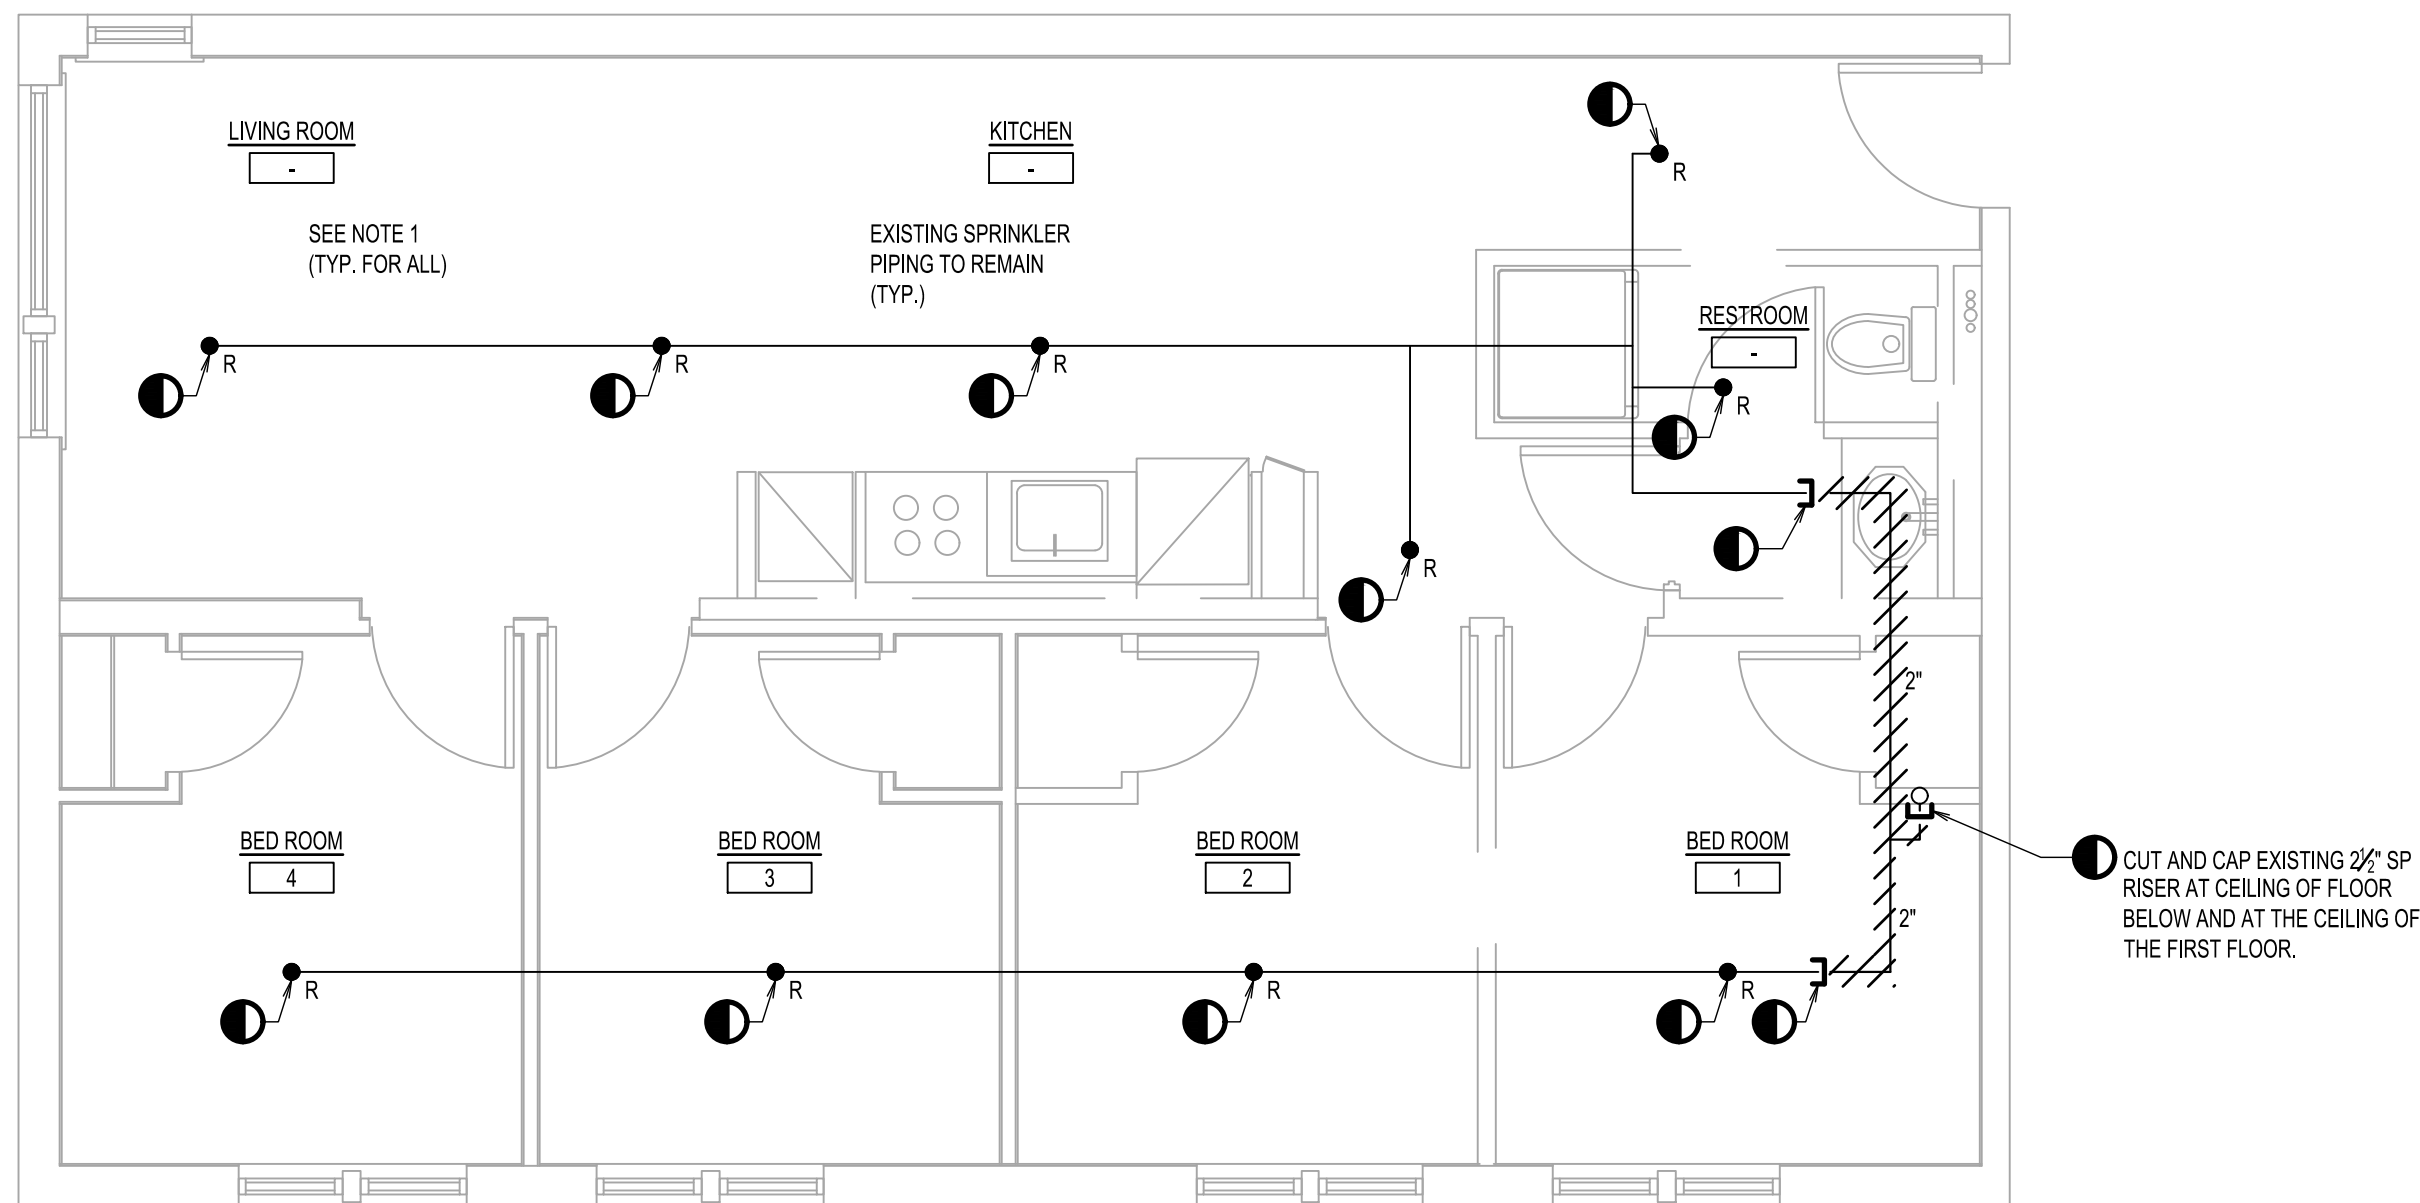 LIVING ROOM
-
KITCHEN
-
R
SEE NOTE 1
(TYP. FOR ALL)
EXISTING SPRINKLER
PIPING TO REMAIN
(TYP.)
RESTROOM
-
R
R
R
R
R
2"
BED ROOM
4
BED ROOM
3
BED ROOM
2
BED ROOM
1
CUT AND CAP EXISTING 2½" SP
RISER AT CEILING OF FLOOR
BELOW AND AT THE CEILING OF
THE FIRST FLOOR.
2"
R
R
R
R